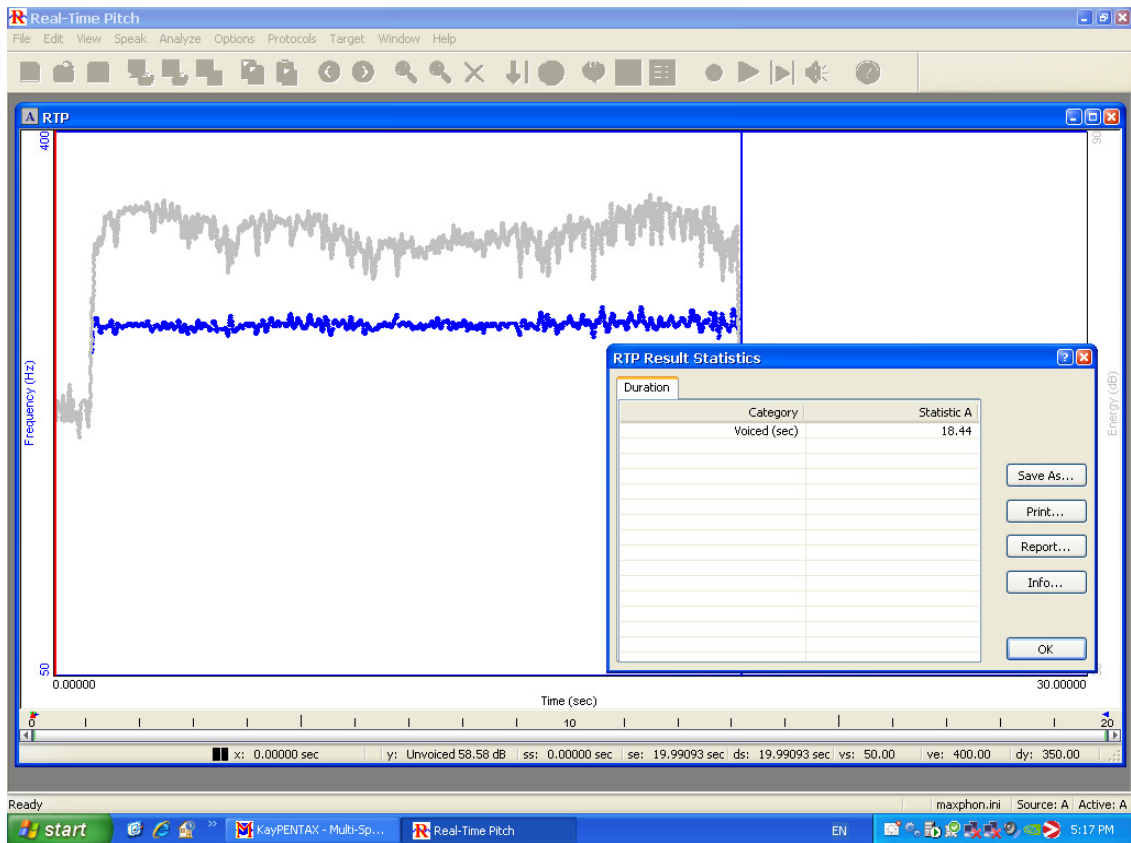 Real-Time Pitch
File Edit View Speak Analyze Options Protocols Target Window Help
A RTP
400
90
Frequency (Hz)
Energy (dB)
50
0.00000
30.00000
Time (sec)
RTP Result Statistics
Duration
Category Statistic A
Voiced (sec) 18.44
Save As...
Print...
Report...
Info...
OK
0 10 20
x: 0.00000 sec y: Unvoiced 58.58 dB ss: 0.00000 sec se: 19.99093 sec ds: 19.99093 sec vs: 50.00 ve: 400.00 dy: 350.00
Ready maxphon.ini Source: A Active: A
start KayPENTAX - Multi-Sp... Real-Time Pitch EN 5:17 PM